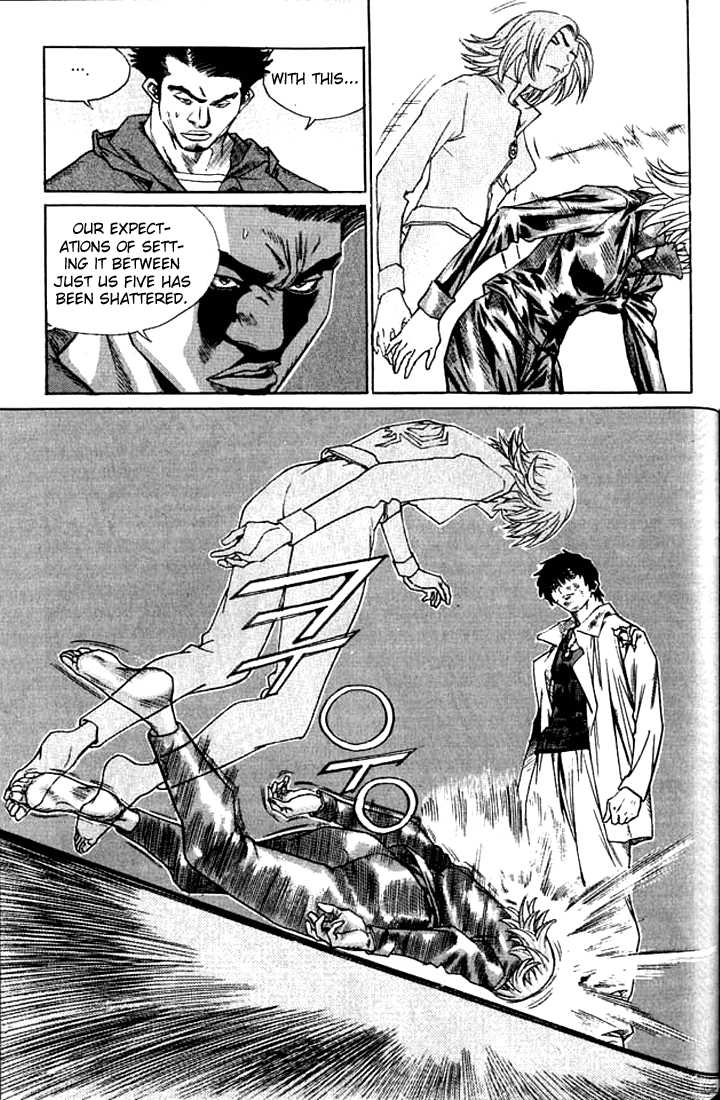 WITH THIS...
....
OUR EXPECT-
ATIONS OF SETT-
ING IT BETWEEN
JUST US FIVE HAS
BEEN SHATTERED.